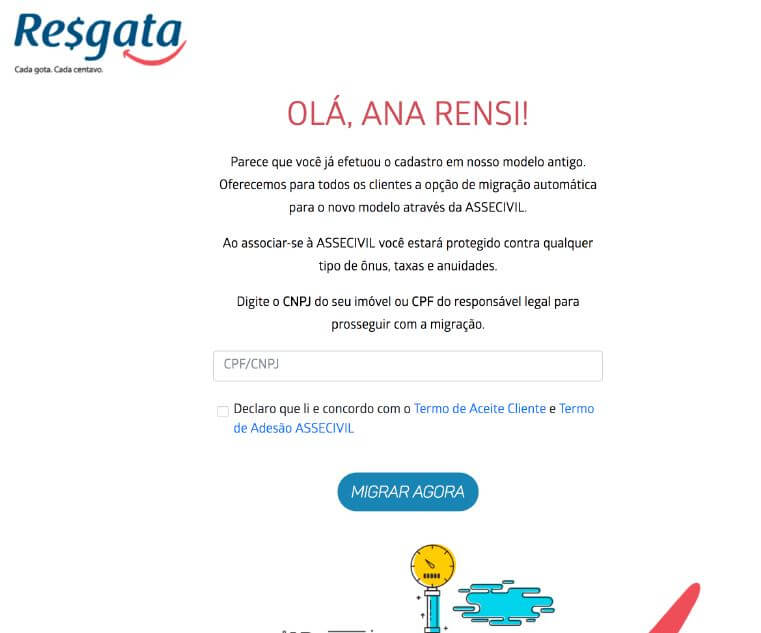 Re$gata
Cada gota. Cada centavo.
OLÁ, ANA RENSI!
Parece que você já efetuou o cadastro em nosso modelo antigo.
Oferecemos para todos os clientes a opção de migração automática
para o novo modelo através da ASSECIVIL.
Ao associar-se à ASSECIVIL você estará protegido contra qualquer
tipo de ônus, taxas e anuidades.
Digite o CNPJ do seu imóvel ou CPF do responsável legal para
prosseguir com a migração.
CPF/CNPJ
Declaro que li e concordo com o Termo de Aceite Cliente e Termo
de Adesão ASSECIVIL
MIGRAR AGORA